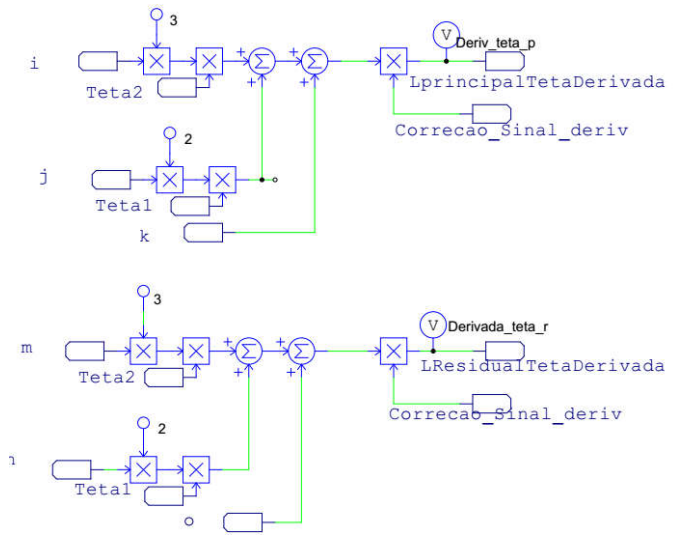 3
V Deriv_teta_p
i
Teta2
LprincipalTetaDerivada
Correcao_Sinal_deriv
2
j
Teta1
k
3
V Derivada_teta_r
m
Teta2
LResidualTetaDerivada
Correcao_Sinal_deriv
2
Teta1
o